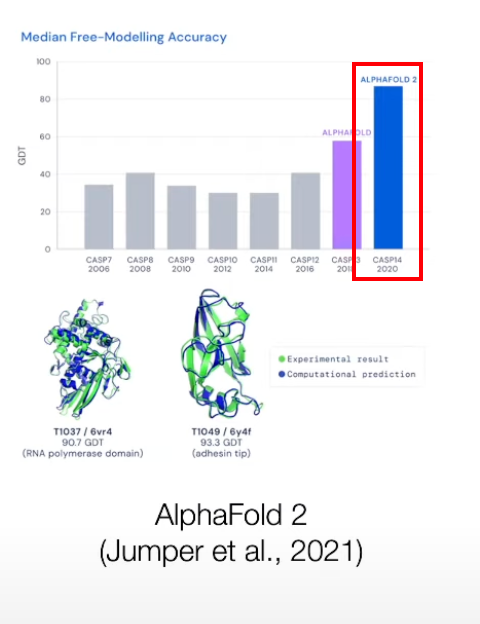 Median Free-Modelling Accuracy
100
80
60
40
20
0
GDT
ALPHAFOLD 2
ALPHAFOLD
CASP7 CASP8 CASP9 CASP10 CASP11 CASP12 CASP13 CASP14
2006 2008 2010 2012 2014 2016 2018 2020
Experimental result
Computational prediction
T1037 / 6vr4
90.7 GDT
(RNA polymerase domain)
T1049 / 6y4f
93.3 GDT
(adhesin tip)
AlphaFold 2
(Jumper et al., 2021)